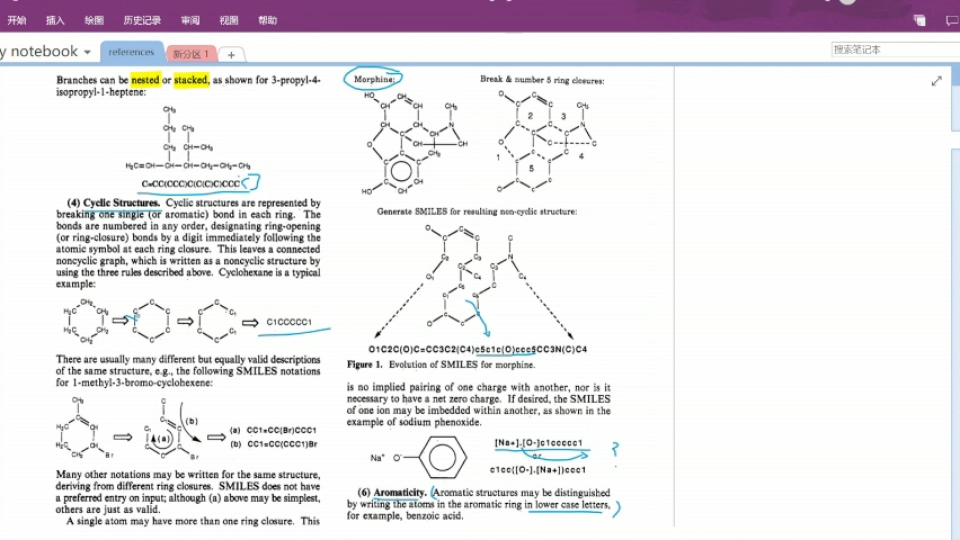 开始 插入 绘图 历史记录 审阅 视图 帮助
y notebook references 新分区 1 + 搜索笔记本
Branches can be nested or stacked, as shown for 3-propyl-4-
isopropyl-1-heptene:
CH₃
CH₂ CH₃
CH₂ CH-CH₃
H₂C=CH-CH-CH-CH₂-CH₂-CH₃
C=CC(CCC)C(C(C)C)CCC
(4) Cyclic Structures. Cyclic structures are represented by
breaking one single (or aromatic) bond in each ring. The
bonds are numbered in any order, designating ring-opening
(or ring-closure) bonds by a digit immediately following the
atomic symbol at each ring closure. This leaves a connected
noncyclic graph, which is written as a noncyclic structure by
using the three rules described above. Cyclohexane is a typical
example:
C1CCCCC1
There are usually many different but equally valid descriptions
of the same structure, e.g., the following SMILES notations
for 1-methyl-3-bromo-cyclohexene:
(a) CC1=CC(Br)CCC1
(b) CC1=CC(CCC1)Br
Many other notations may be written for the same structure,
deriving from different ring closures. SMILES does not have
a preferred entry on input; although (a) above may be simplest,
others are just as valid.
A single atom may have more than one ring closure. This
Morphine: Break & number 5 ring closures:
Generate SMILES for resulting non-cyclic structure:
O1C2C(O)C=CC3C2(C4)c5c1c(O)ccc5CC3N(C)C4
Figure 1. Evolution of SMILES for morphine.
is no implied pairing of one charge with another, nor is it
necessary to have a net zero charge. If desired, the SMILES
of one ion may be imbedded within another, as shown in the
example of sodium phenoxide.
Na⁺ O⁻
[Na+].[O-]c1ccccc1
or
c1cc([O-].[Na+])ccc1
(6) Aromaticity. Aromatic structures may be distinguished
by writing the atoms in the aromatic ring in lower case letters,
for example, benzoic acid.